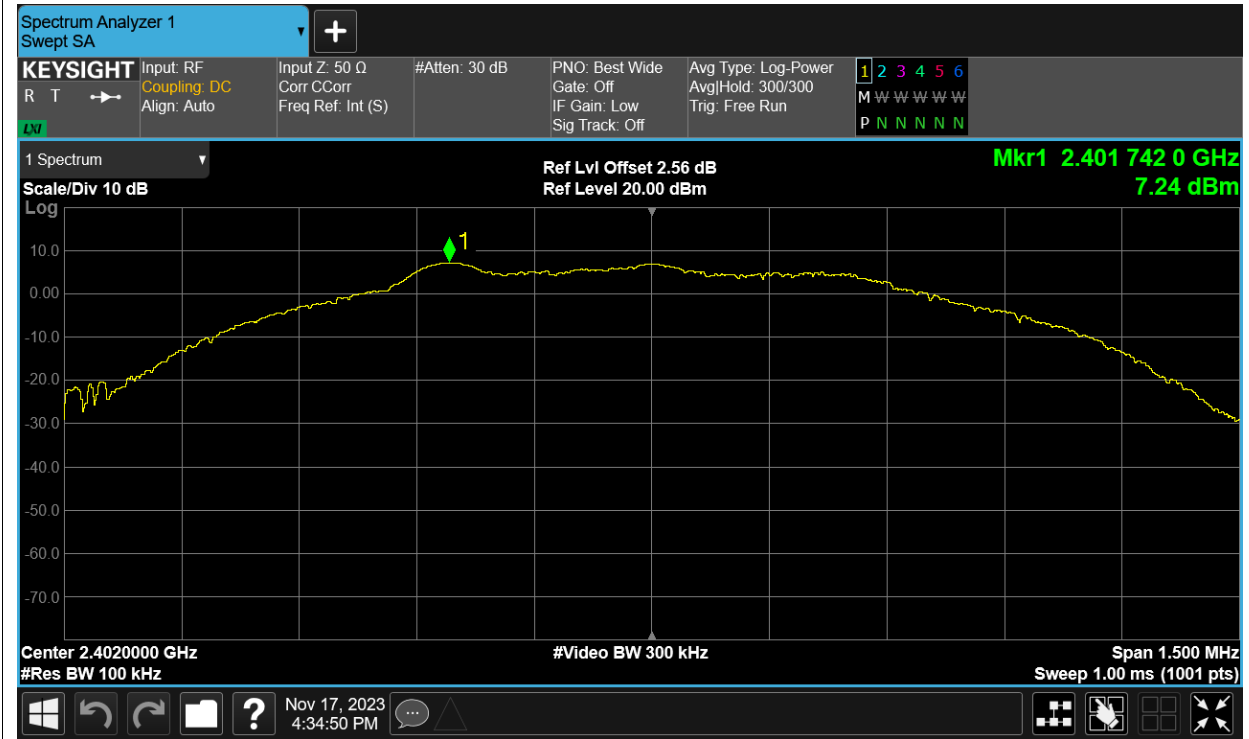 Spectrum Analyzer 1
Swept SA
▼
+
KEYSIGHT
R T
LXI
Input: RF
Coupling: DC
Align: Auto
Input Z: 50 Ω
Corr CCorr
Freq Ref: Int (S)
#Atten: 30 dB
PNO: Best Wide
Gate: Off
IF Gain: Low
Sig Track: Off
Avg Type: Log-Power
Avg|Hold: 300/300
Trig: Free Run
1 2 3 4 5 6
M W W W W W
P N N N N N
1 Spectrum ▼
Scale/Div 10 dB
Ref Lvl Offset 2.56 dB
Ref Level 20.00 dBm
Mkr1 2.401 742 0 GHz
7.24 dBm
Log
1
10.0
0.00
-10.0
-20.0
-30.0
-40.0
-50.0
-60.0
-70.0
Center 2.4020000 GHz
#Video BW 300 kHz
Span 1.500 MHz
#Res BW 100 kHz
Sweep 1.00 ms (1001 pts)
?
Nov 17, 2023
4:34:50 PM